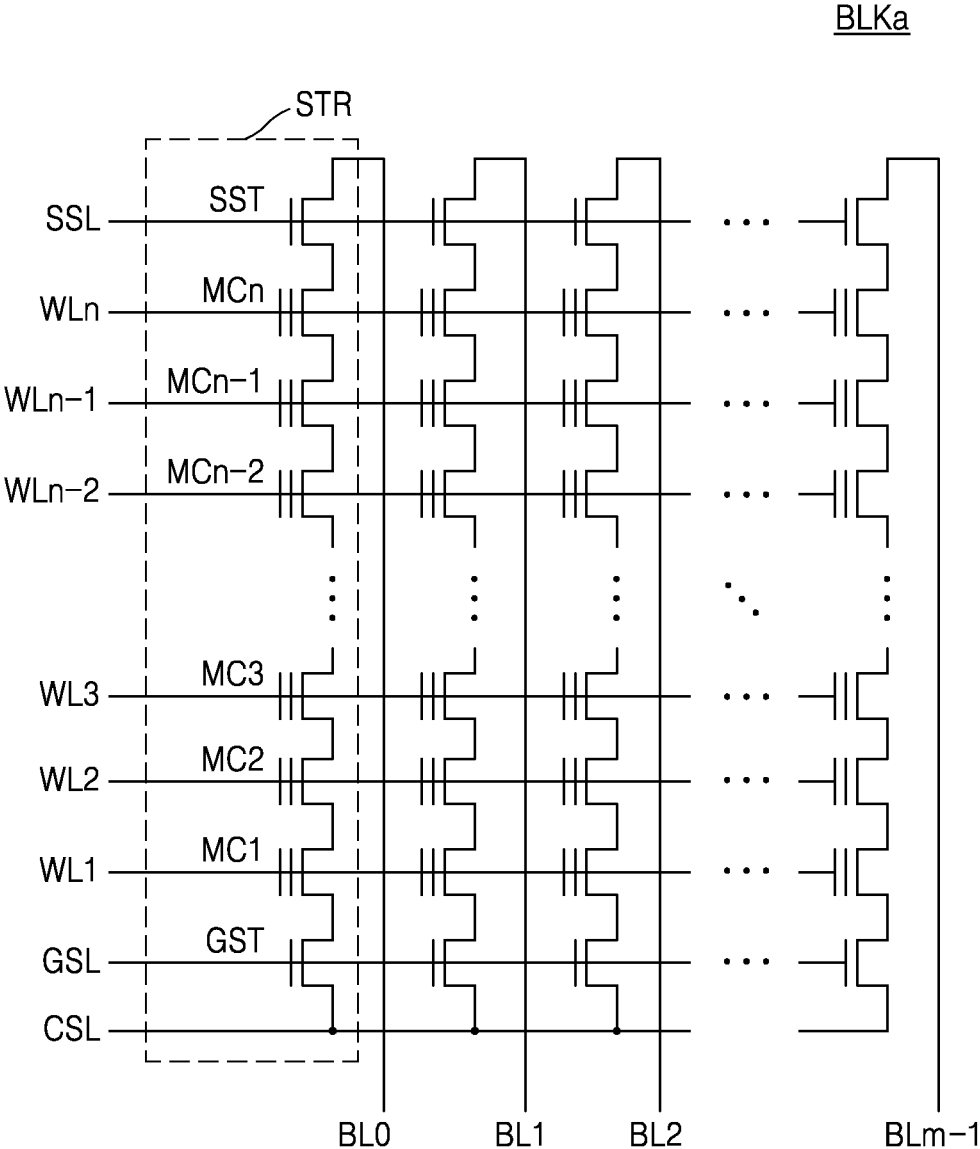 BLKa
STR
SSL SST
WLn MCn
WLn-1 MCn-1
WLn-2 MCn-2
WL3 MC3
WL2 MC2
WL1 MC1
GSL GST
CSL
BL0 BL1 BL2 BLm-1